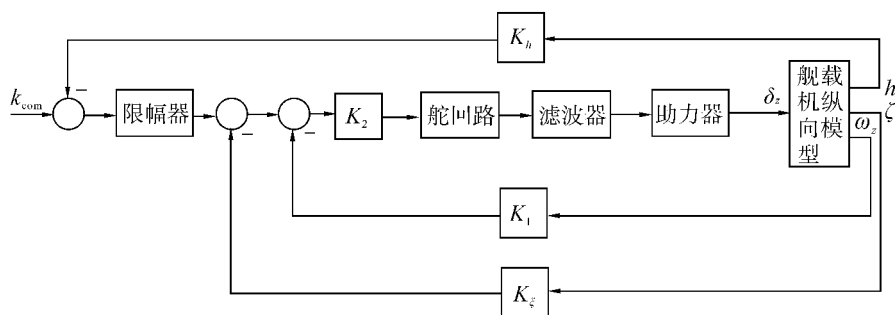 K_h
k_com
限幅器
K_2
舵回路
滤波器
助力器
δ_z
舰载
机纵
向模
型
h
ζ
ω_z
K_1
K_ξ
−
−
−